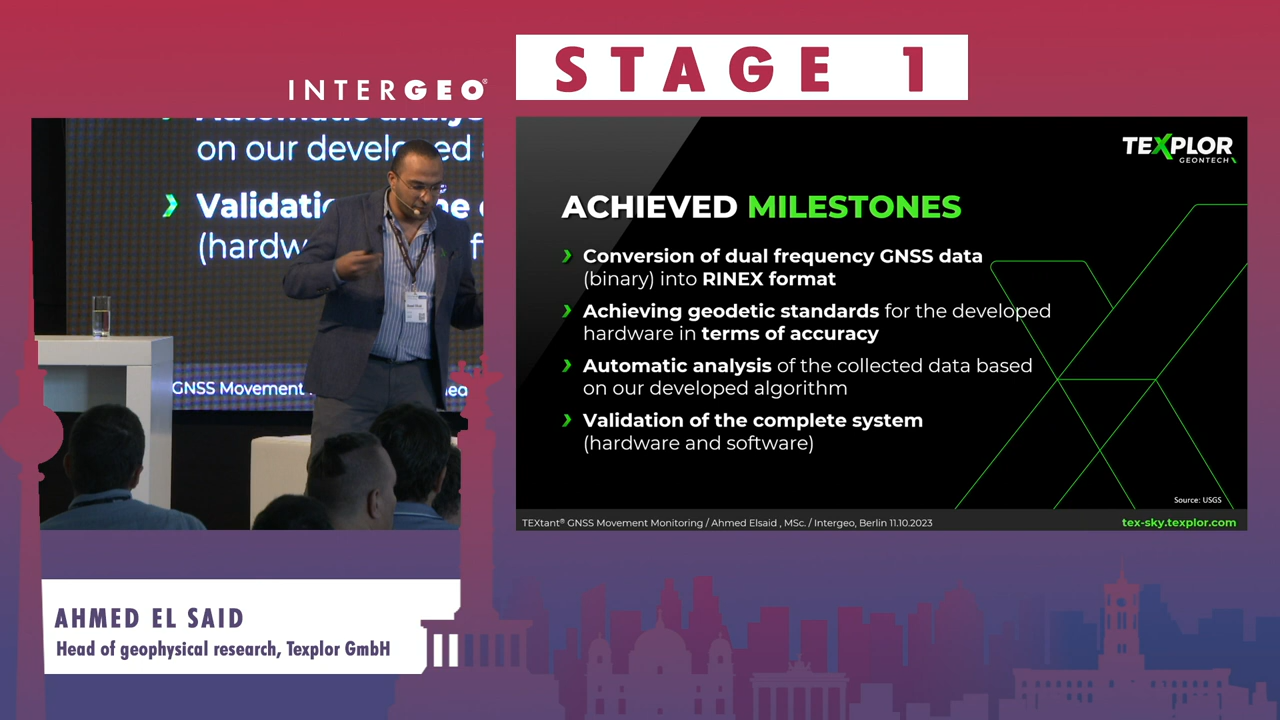 STAGE 1
INTERGEO®
on our developed
Validatio
(hardw
GNSS Movement
TEXPLOR
GEONTECH
ACHIEVED MILESTONES
Conversion of dual frequency GNSS data
(binary) into RINEX format
Achieving geodetic standards for the developed
hardware in terms of accuracy
Automatic analysis of the collected data based
on our developed algorithm
Validation of the complete system
(hardware and software)
Source: USGS
TEXtant® GNSS Movement Monitoring / Ahmed Elsaid , MSc. / Intergeo, Berlin 11.10.2023
tex-sky.texplor.com
AHMED EL SAID
Head of geophysical research, Texplor GmbH